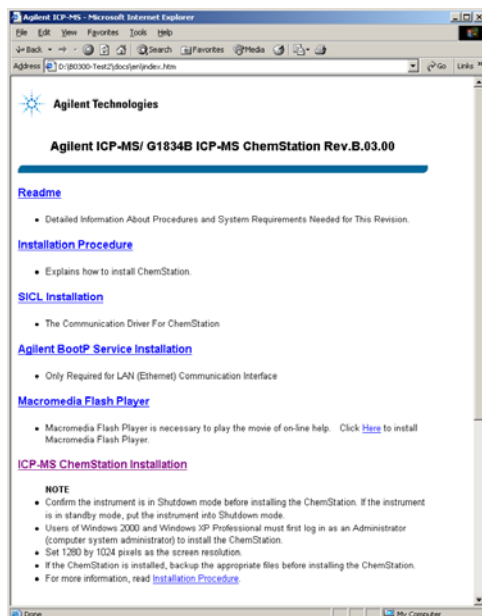 Agilent ICP-MS - Microsoft Internet Explorer
File Edit View Favorites Tools Help
Back Search Favorites Media
Address D:\B0300-Test2\docs\en\index.htm Go Links »
Agilent Technologies
Agilent ICP-MS/ G1834B ICP-MS ChemStation Rev.B.03.00
Readme
• Detailed Information About Procedures and System Requirements Needed for This Revision.
Installation Procedure
• Explains how to install ChemStation.
SICL Installation
• The Communication Driver For ChemStation
Agilent BootP Service Installation
• Only Required for LAN (Ethernet) Communication Interface
Macromedia Flash Player
• Macromedia Flash Player is necessary to play the movie of on-line help. Click Here to install
Macromedia Flash Player.
ICP-MS ChemStation Installation
NOTE
• Confirm the instrument is in Shutdown mode before installing the ChemStation. If the instrument
is in standby mode, put the instrument into Shutdown mode.
• Users of Windows 2000 and Windows XP Professional must first log in as an Administrator
(computer system administrator) to install the ChemStation.
• Set 1280 by 1024 pixels as the screen resolution.
• If the ChemStation is installed, backup the appropriate files before installing the ChemStation.
• For more information, read Installation Procedure.
Done My Computer